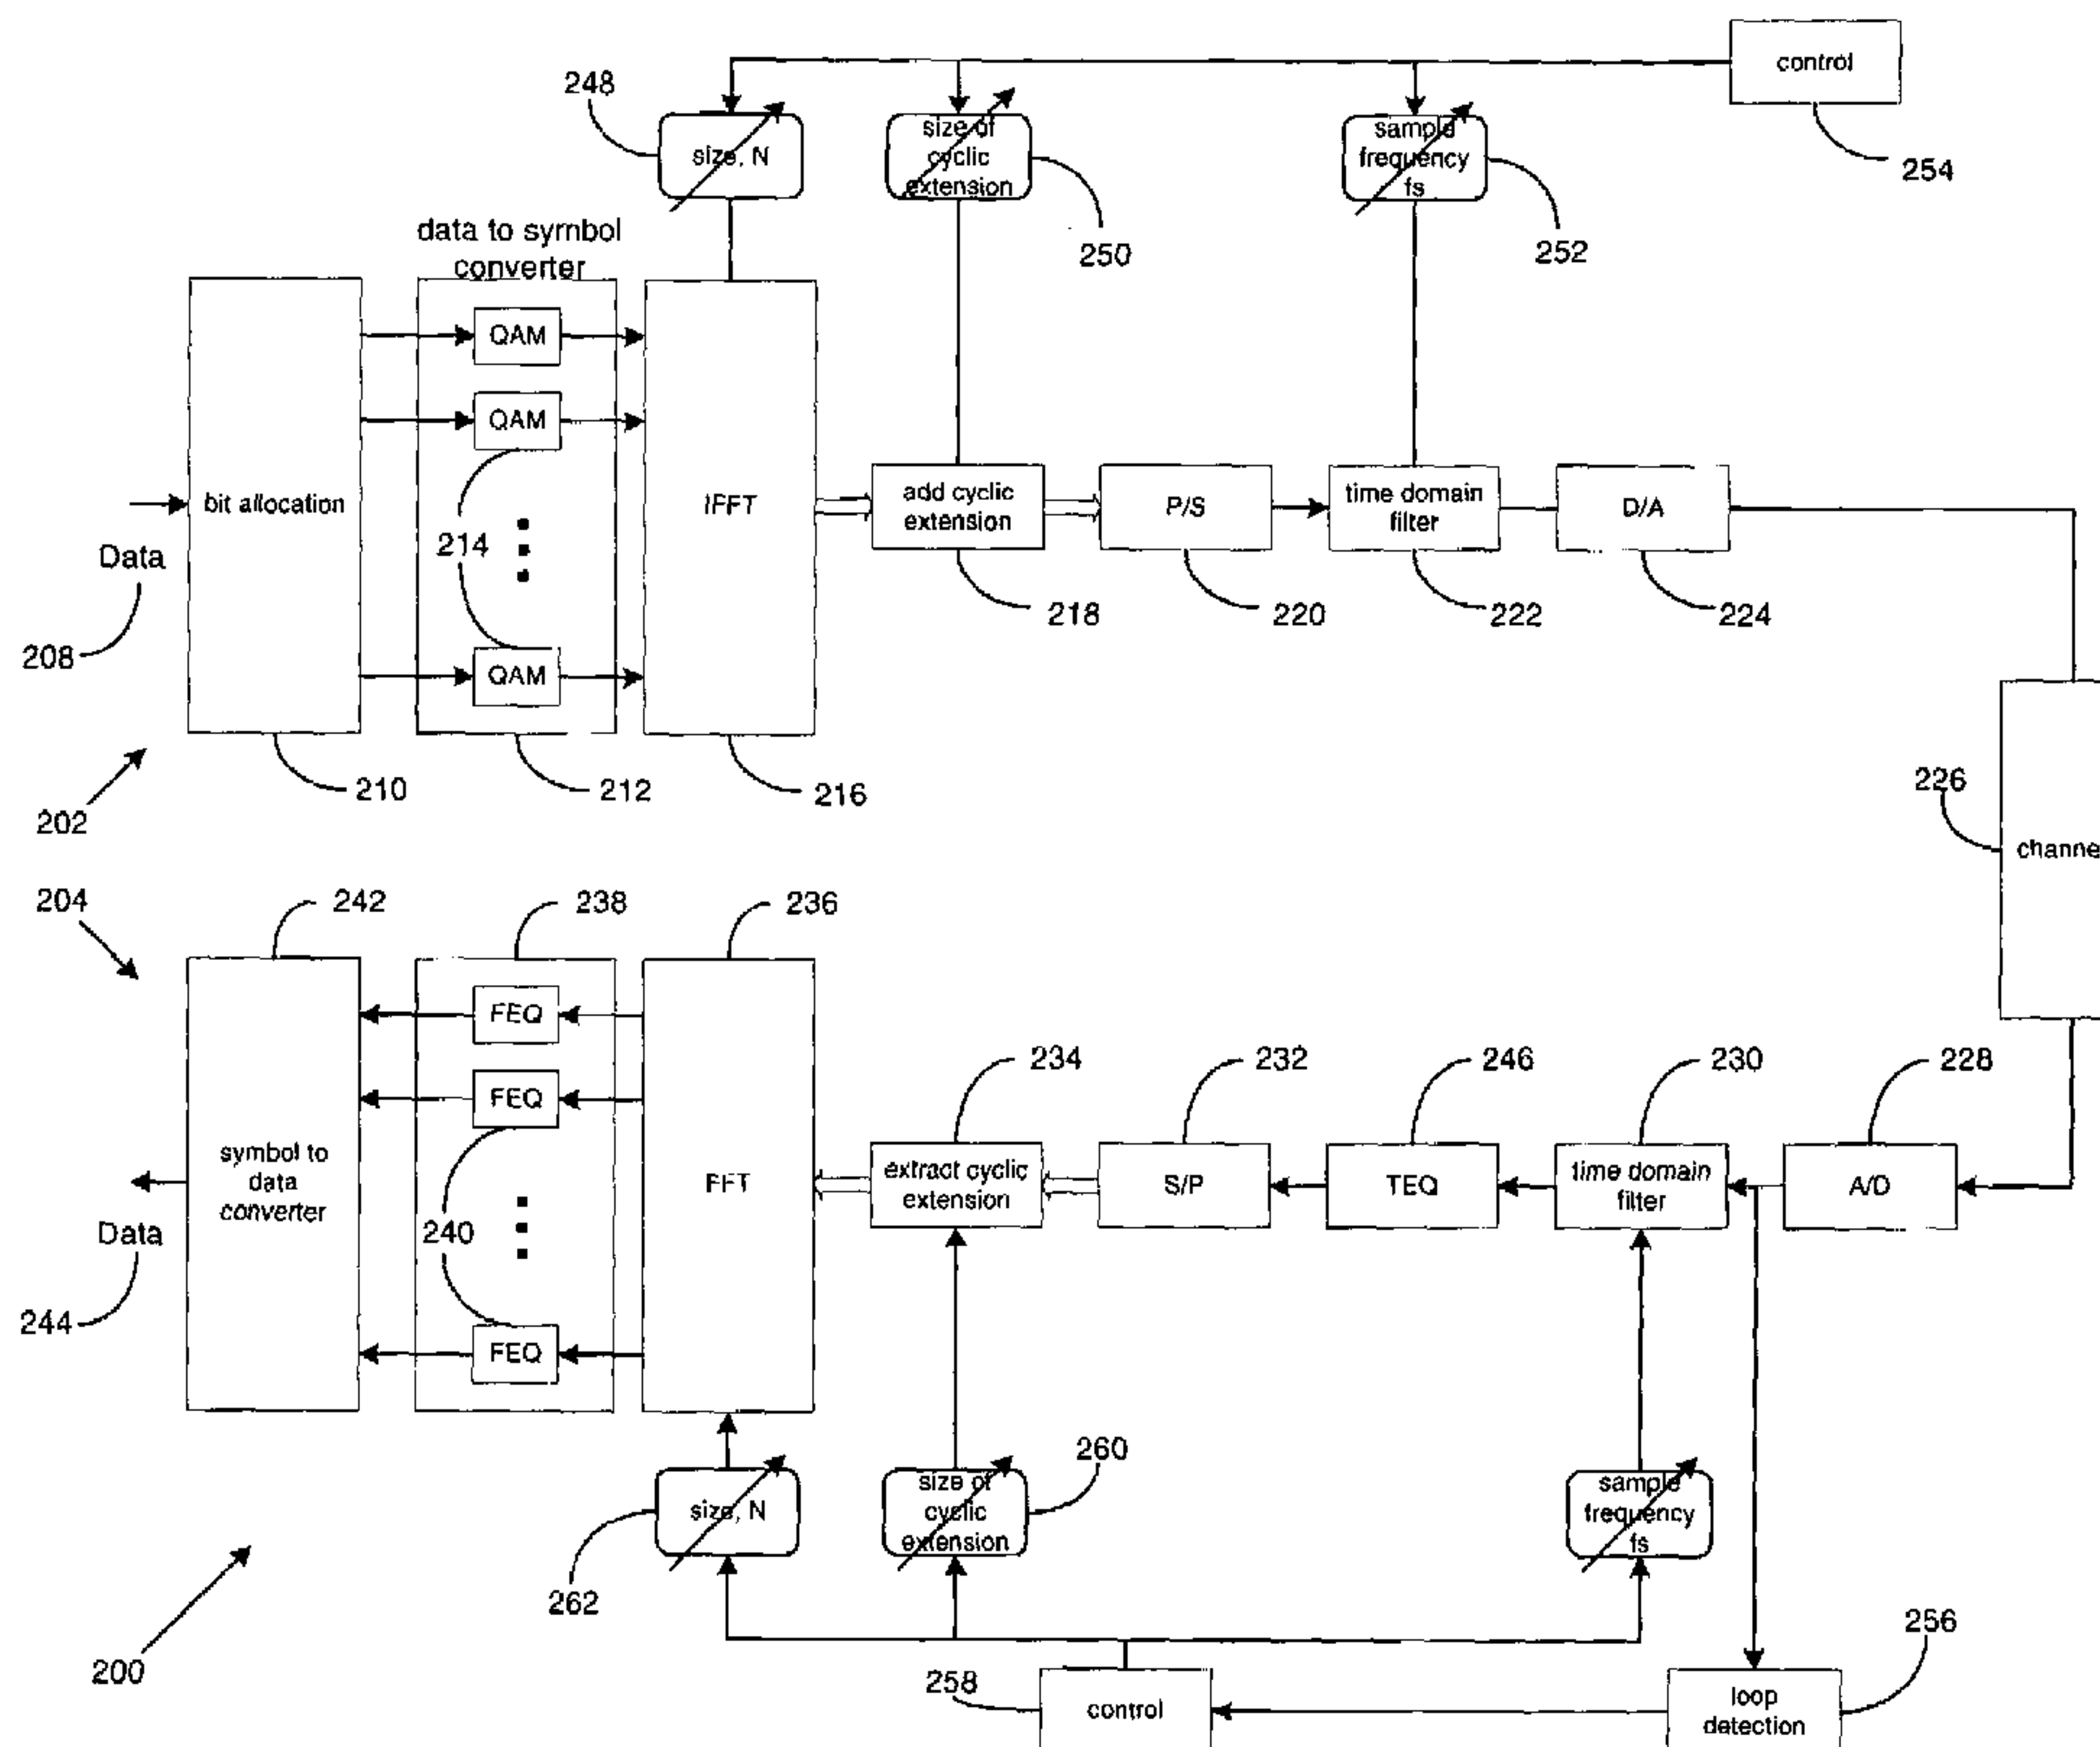 control
254
248
size, N
size of
cyclic
extension
250
sample
frequency
fs
252
data to symbol
converter
QAM
QAM
QAM
214
Data
208
bit allocation
IFFT
add cyclic
extension
P/S
time domain
filter
D/A
218
220
222
224
210
212
216
202
226
channe
204
242
238
236
FEQ
FEQ
FEQ
240
234
232
246
230
228
symbol to
data
converter
FFT
extract cyclic
extension
S/P
TEQ
time domain
filter
A/D
Data
244
262
size, N
260
size of
cyclic
extension
sample
frequency
fs
256
200
258
control
loop
detection